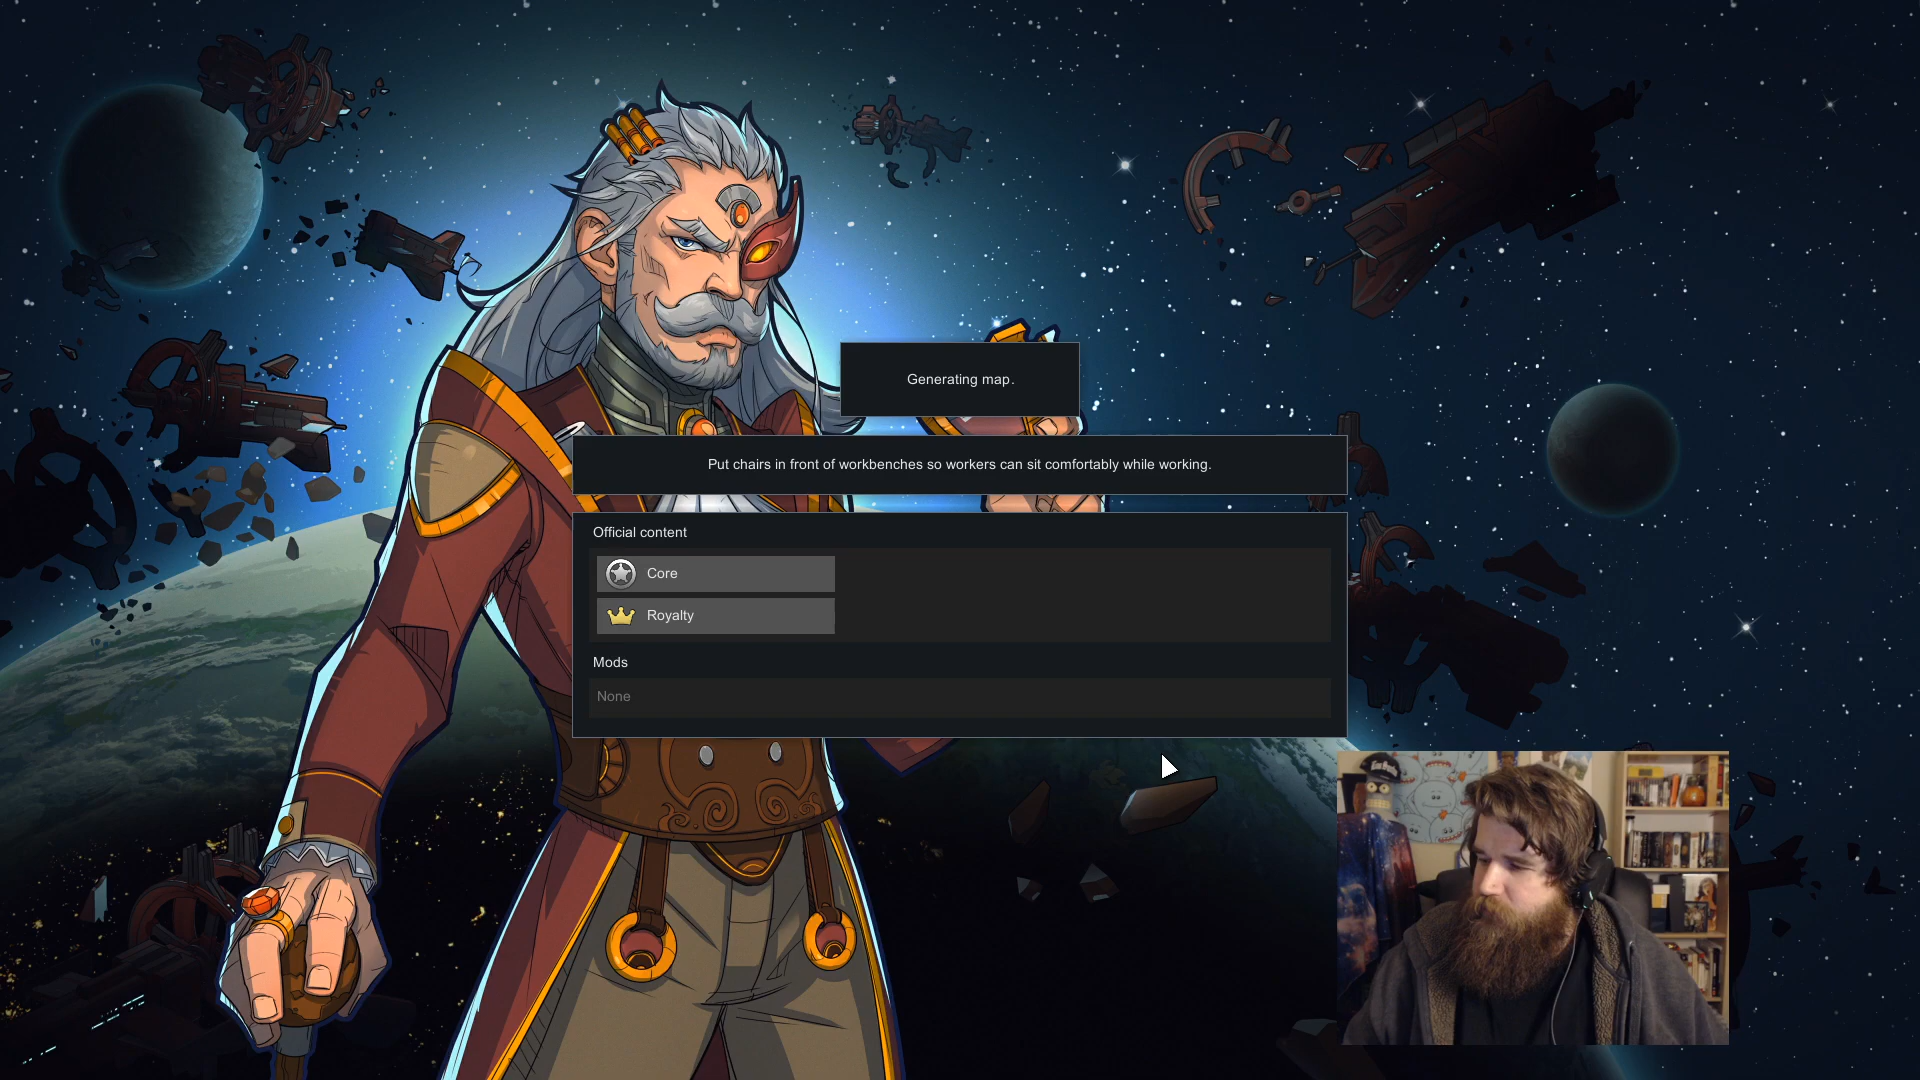 Generating map.
Put chairs in front of workbenches so workers can sit comfortably while working.
Official content
Core
Royalty
Mods
None